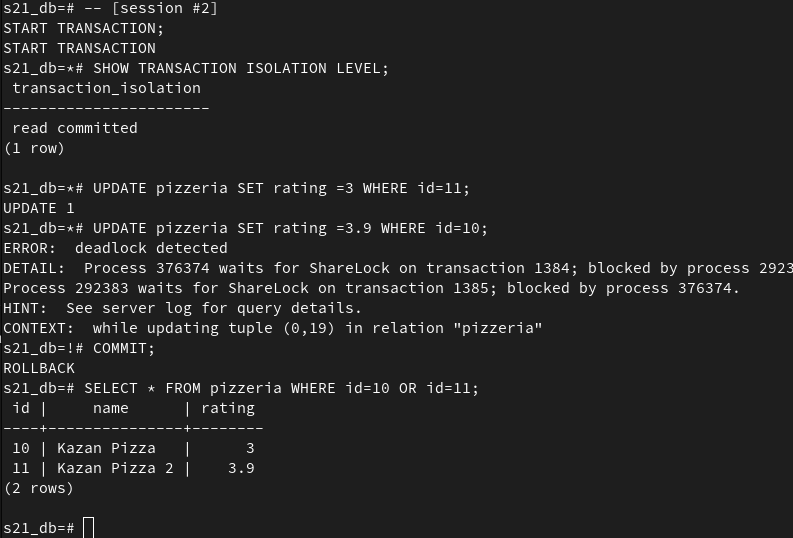 s21_db=# -- [session #2]
START TRANSACTION;
START TRANSACTION
s21_db=*# SHOW TRANSACTION ISOLATION LEVEL;
 transaction_isolation
-----------------------
 read committed
(1 row)

s21_db=*# UPDATE pizzeria SET rating =3 WHERE id=11;
UPDATE 1
s21_db=*# UPDATE pizzeria SET rating =3.9 WHERE id=10;
ERROR:  deadlock detected
DETAIL:  Process 376374 waits for ShareLock on transaction 1384; blocked by process 2923
Process 292383 waits for ShareLock on transaction 1385; blocked by process 376374.
HINT:  See server log for query details.
CONTEXT:  while updating tuple (0,19) in relation "pizzeria"
s21_db=!# COMMIT;
ROLLBACK
s21_db=# SELECT * FROM pizzeria WHERE id=10 OR id=11;
 id |     name      | rating
----+---------------+--------
 10 | Kazan Pizza   |      3
 11 | Kazan Pizza 2 |    3.9
(2 rows)

s21_db=#